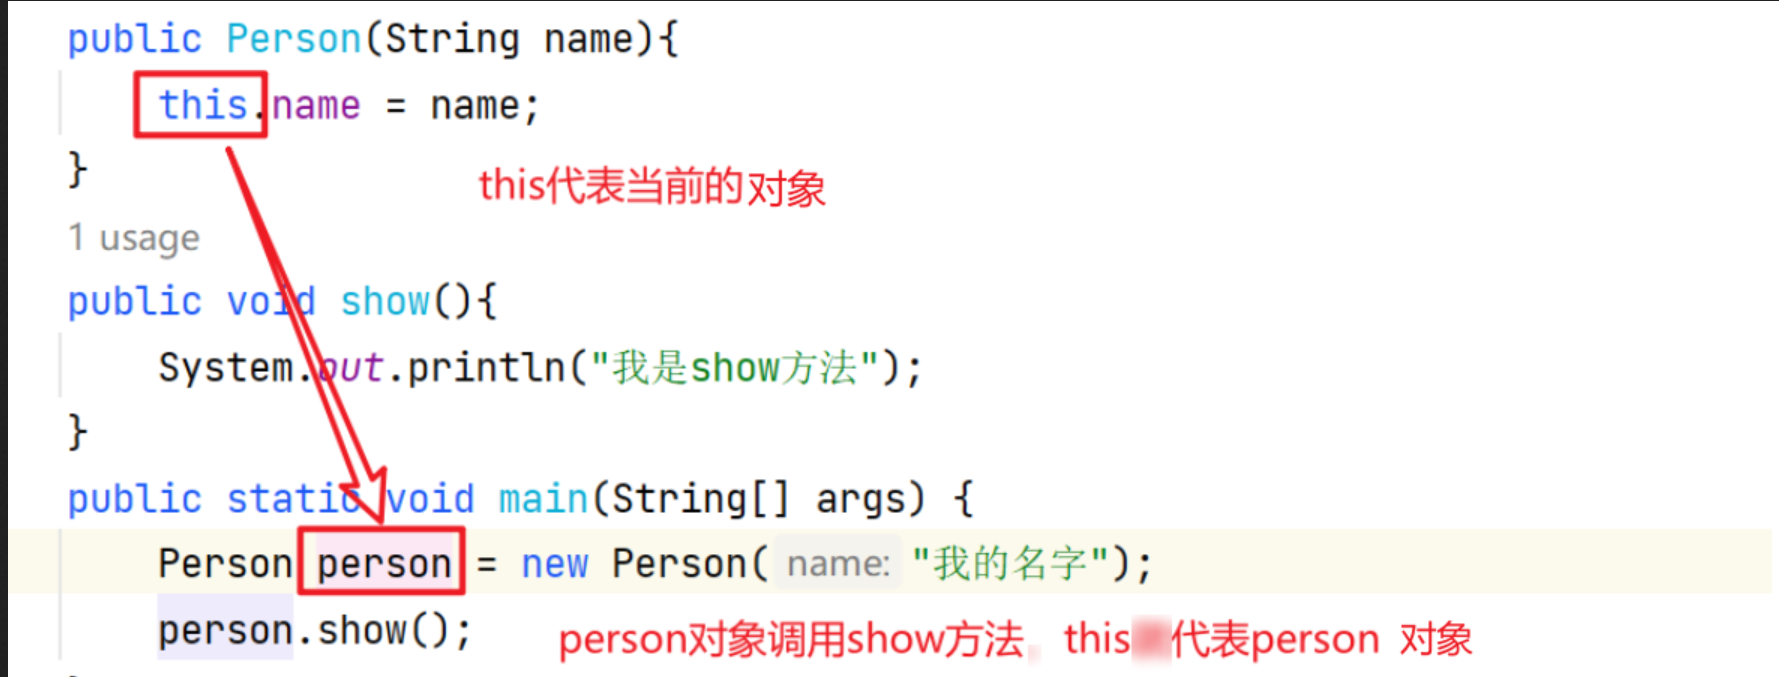 public Person(String name){
this.name = name;
}
this代表当前的对象
1 usage
public void show(){
System.out.println("我是show方法");
}
public static void main(String[] args) {
Person person = new Person( name: "我的名字");
person.show();
person对象调用show方法 this代表person 对象